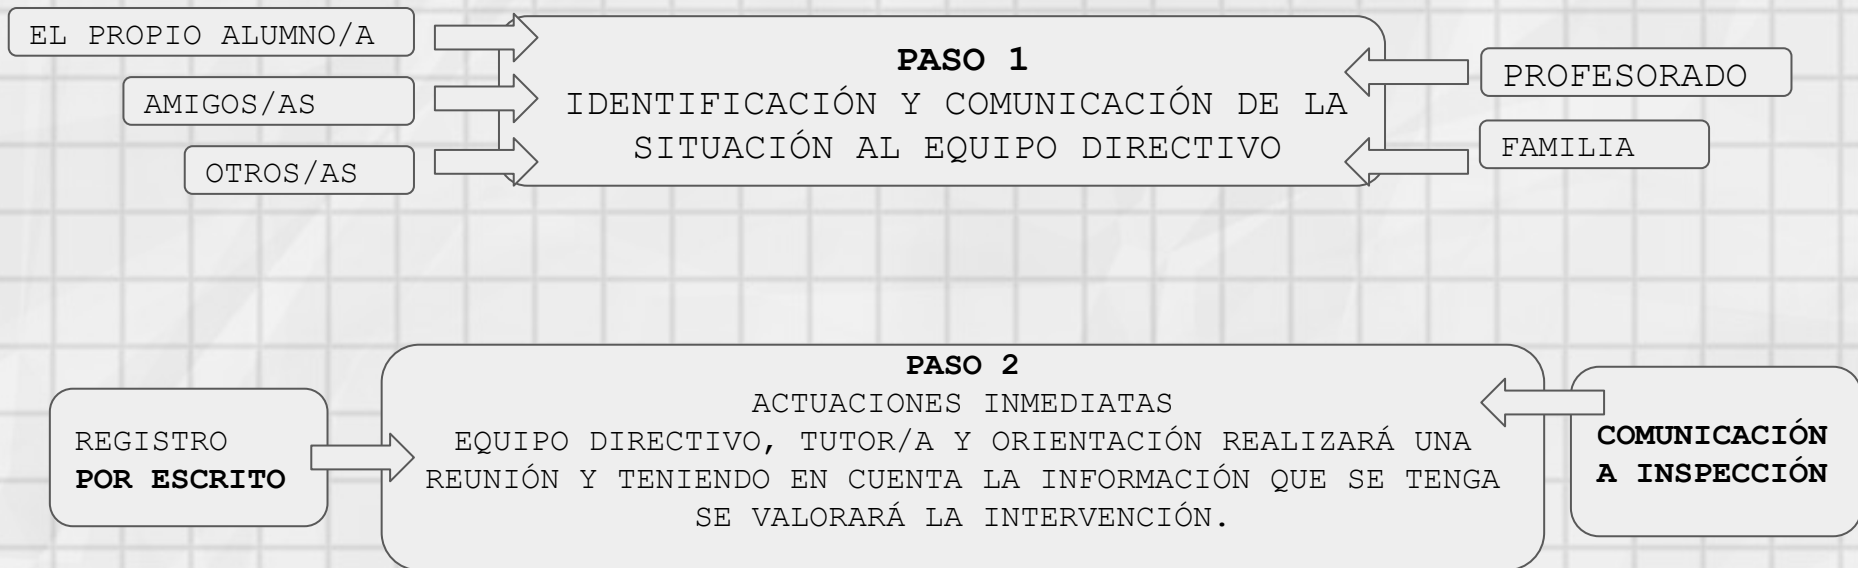 EL PROPIO ALUMNO/A
AMIGOS/AS
OTROS/AS
PASO 1
IDENTIFICACIÓN Y COMUNICACIÓN DE LA
SITUACIÓN AL EQUIPO DIRECTIVO
PROFESORADO
FAMILIA
REGISTRO
POR ESCRITO
PASO 2
ACTUACIONES INMEDIATAS
EQUIPO DIRECTIVO, TUTOR/A Y ORIENTACIÓN REALIZARÁ UNA
REUNIÓN Y TENIENDO EN CUENTA LA INFORMACIÓN QUE SE TENGA
SE VALORARÁ LA INTERVENCIÓN.
COMUNICACIÓN
A INSPECCIÓN